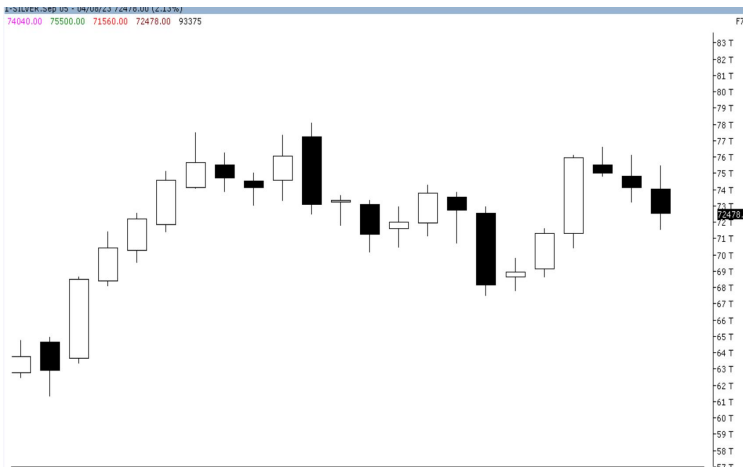 1-SILVER.Sep 05 - 04/08/23 72478.00 (2.13%)
74040.00 75500.00 71560.00 72478.00 93375
83 T
82 T
81 T
80 T
79 T
78 T
77 T
76 T
75 T
74 T
73 T
72478.
72 T
71 T
70 T
69 T
68 T
67 T
66 T
65 T
64 T
63 T
62 T
61 T
60 T
59 T
58 T
57 T